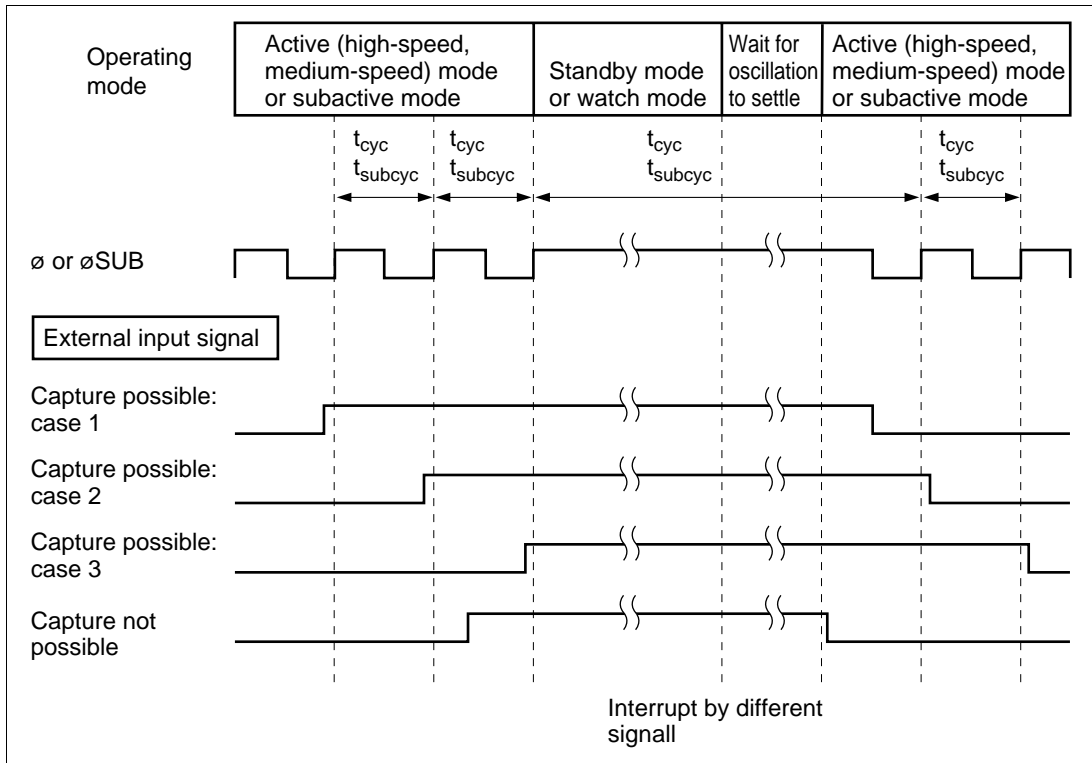 Operating
mode
Active (high-speed,
medium-speed) mode
or subactive mode
Standby mode
or watch mode
Wait for
oscillation
to settle
Active (high-speed,
medium-speed) mode
or subactive mode
tcyc
tsubcyc
tcyc
tsubcyc
tcyc
tsubcyc
tcyc
tsubcyc
ø or øSUB
External input signal
Capture possible:
case 1
Capture possible:
case 2
Capture possible:
case 3
Capture not
possible
Interrupt by different
signall